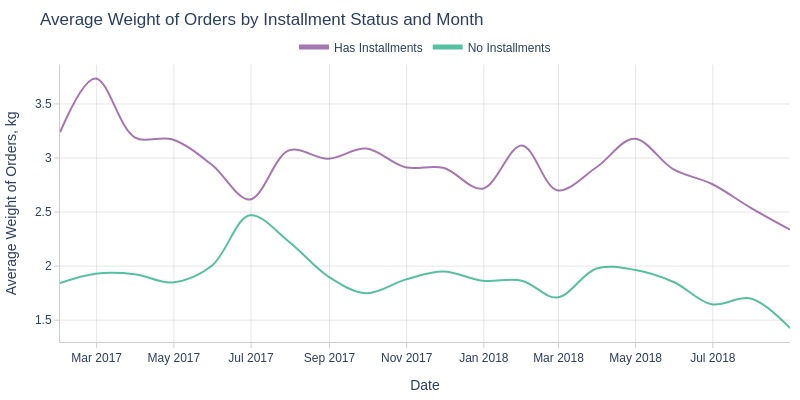 Average Weight of Orders by Installment Status and Month
Has Installments
No Installments
Average Weight of Orders, kg
3.5
3
2.5
2
1.5
Mar 2017
May 2017
Jul 2017
Sep 2017
Nov 2017
Jan 2018
Mar 2018
May 2018
Jul 2018
Date